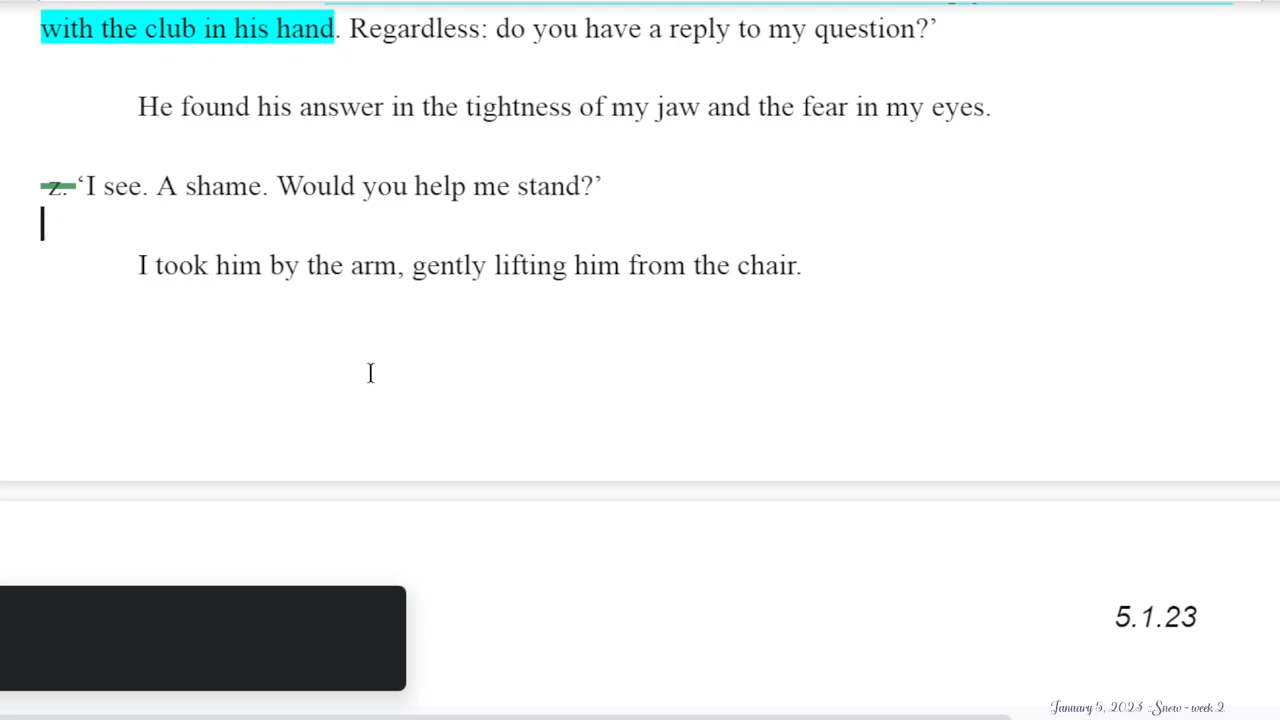 with the club in his hand. Regardless: do you have a reply to my question?’
He found his answer in the tightness of my jaw and the fear in my eyes.
z. ‘I see. A shame. Would you help me stand?’
I took him by the arm, gently lifting him from the chair.
5.1.23
January 5, 2023 - Snow - week 2